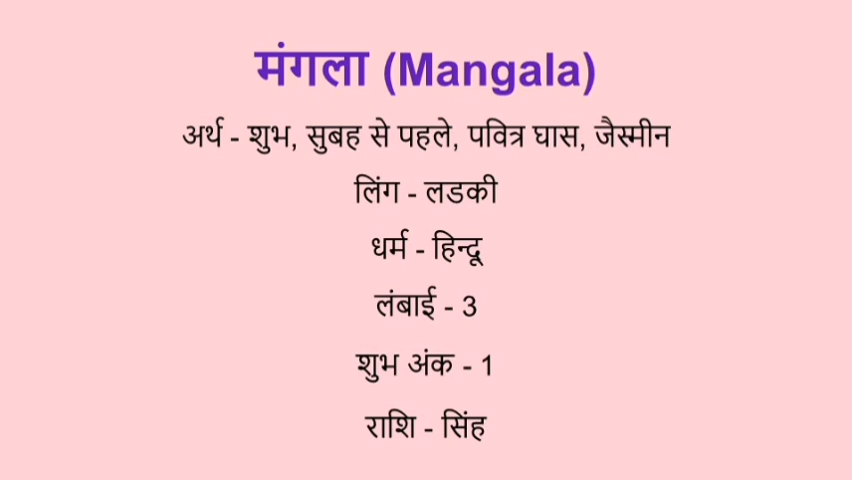 मंगला (Mangala)
अर्थ - शुभ, सुबह से पहले, पवित्र घास, जैस्मीन
लिंग - लडकी
धर्म - हिन्दू
लंबाई - 3
शुभ अंक - 1
राशि - सिंह